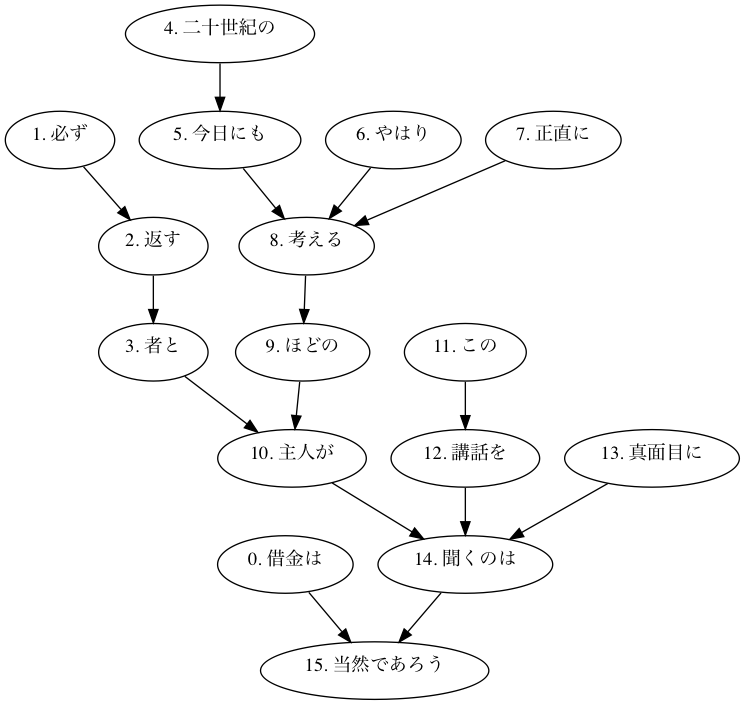 4. 二十世紀の
1. 必ず
5. 今日にも
6. やはり
7. 正直に
2. 返す
8. 考える
3. 者と
9. ほどの
11. この
10. 主人が
12. 講話を
13. 真面目に
0. 借金は
14. 聞くのは
15. 当然であろう